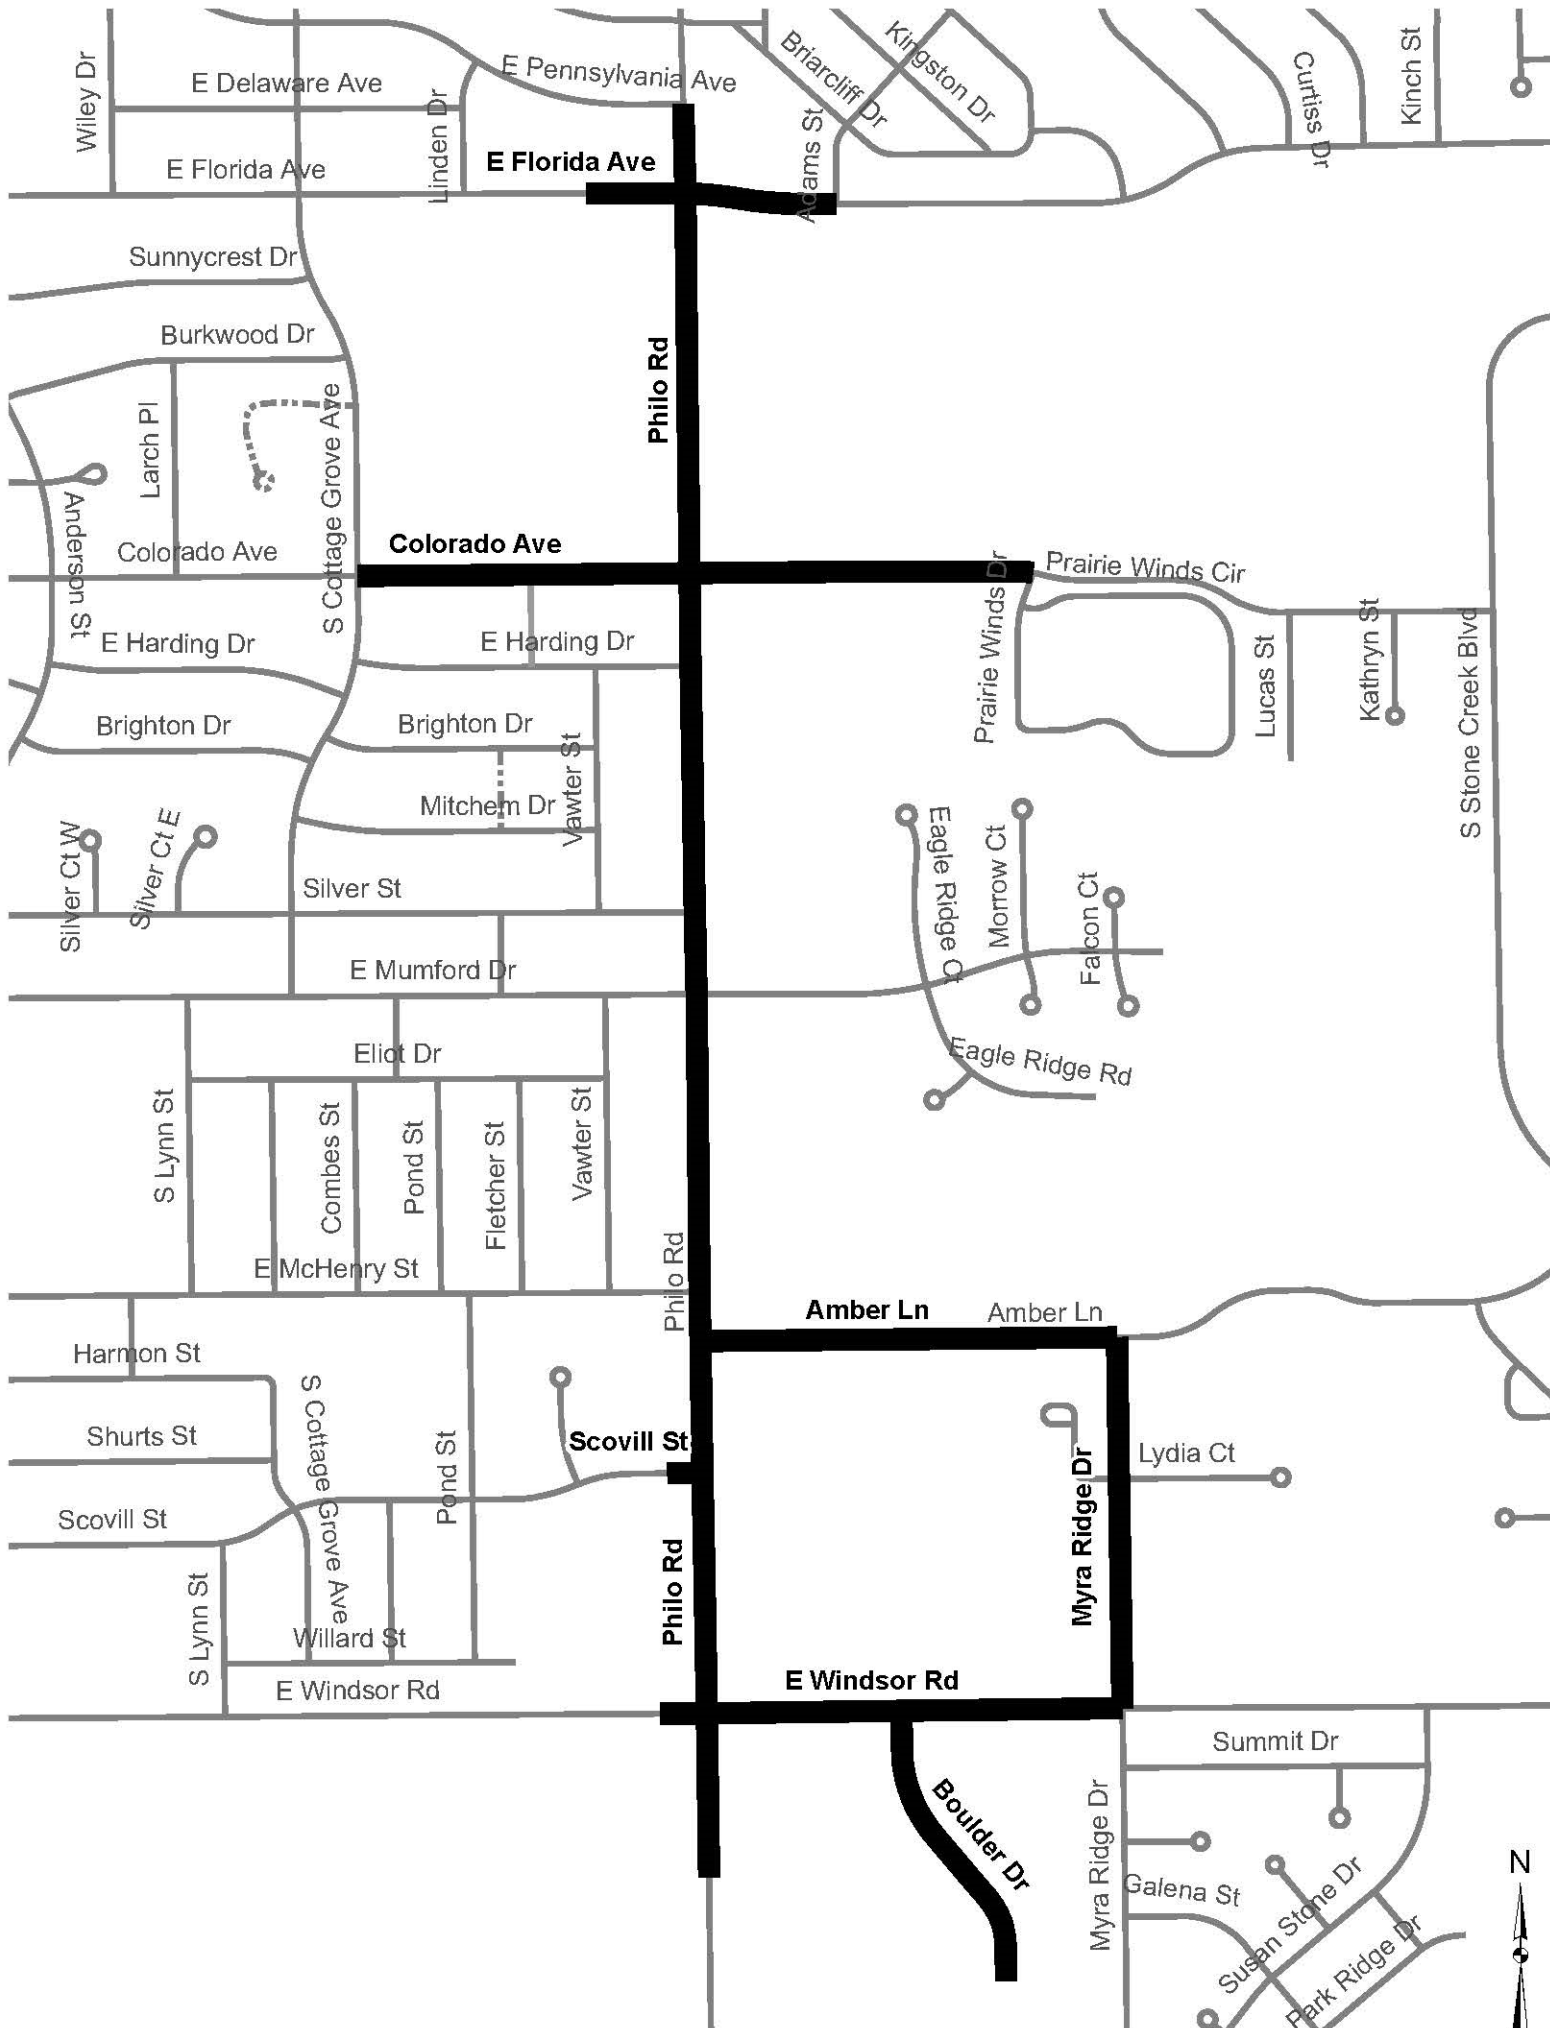 Wiley Dr
E Delaware Ave
Linden Dr
E Pennsylvania Ave
Briarcliff Dr
Kingston Dr
Adams St
Curtiss Dr
Kinch St
E Florida Ave
E Florida Ave
Sunnycrest Dr
Burkwood Dr
Larch Pl
S Cottage Grove Ave
Philo Rd
Anderson St
Colorado Ave
Colorado Ave
Prairie Winds Dr
Prairie Winds Cir
E Harding Dr
E Harding Dr
Lucas St
Kathryn St
S Stone Creek Blvd
Brighton Dr
Brighton Dr
Vawter St
Mitchem Dr
Silver Ct W
Silver Ct E
Silver St
Eagle Ridge Ct
Morrow Ct
Falcon Ct
E Mumford Dr
Eliot Dr
Eagle Ridge Rd
S Lynn St
Combes St
Pond St
Fletcher St
Vawter St
E McHenry St
Philo Rd
Amber Ln
Amber Ln
Harmon St
S Cottage Grove Ave
Shurts St
Pond St
Scovill St
Myra Ridge Dr
Lydia Ct
Scovill St
Philo Rd
S Lynn St
Willard St
E Windsor Rd
E Windsor Rd
Summit Dr
Boulder Dr
Myra Ridge Dr
Galena St
Susan Stone Dr
Park Ridge Dr
N